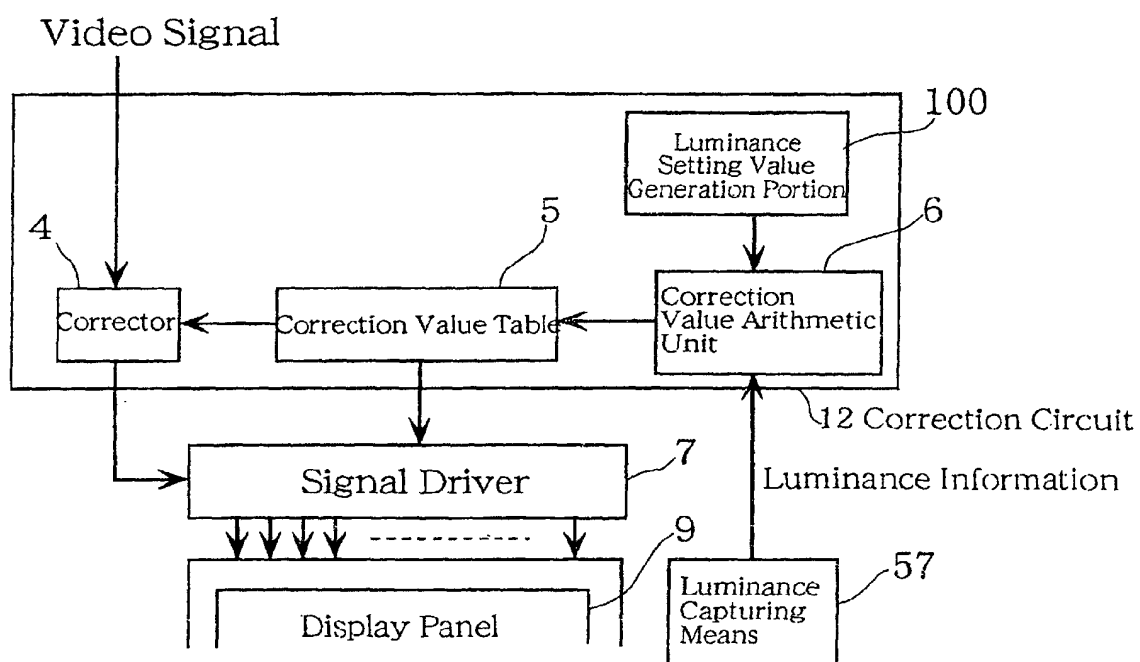 Video Signal
100
Luminance
Setting Value
Generation Portion
4
5
6
Corrector
Correction Value Table
Correction
Value Arithmetic
Unit
12 Correction Circuit
7
Signal Driver
Luminance Information
9
57
Display Panel
Luminance
Capturing
Means